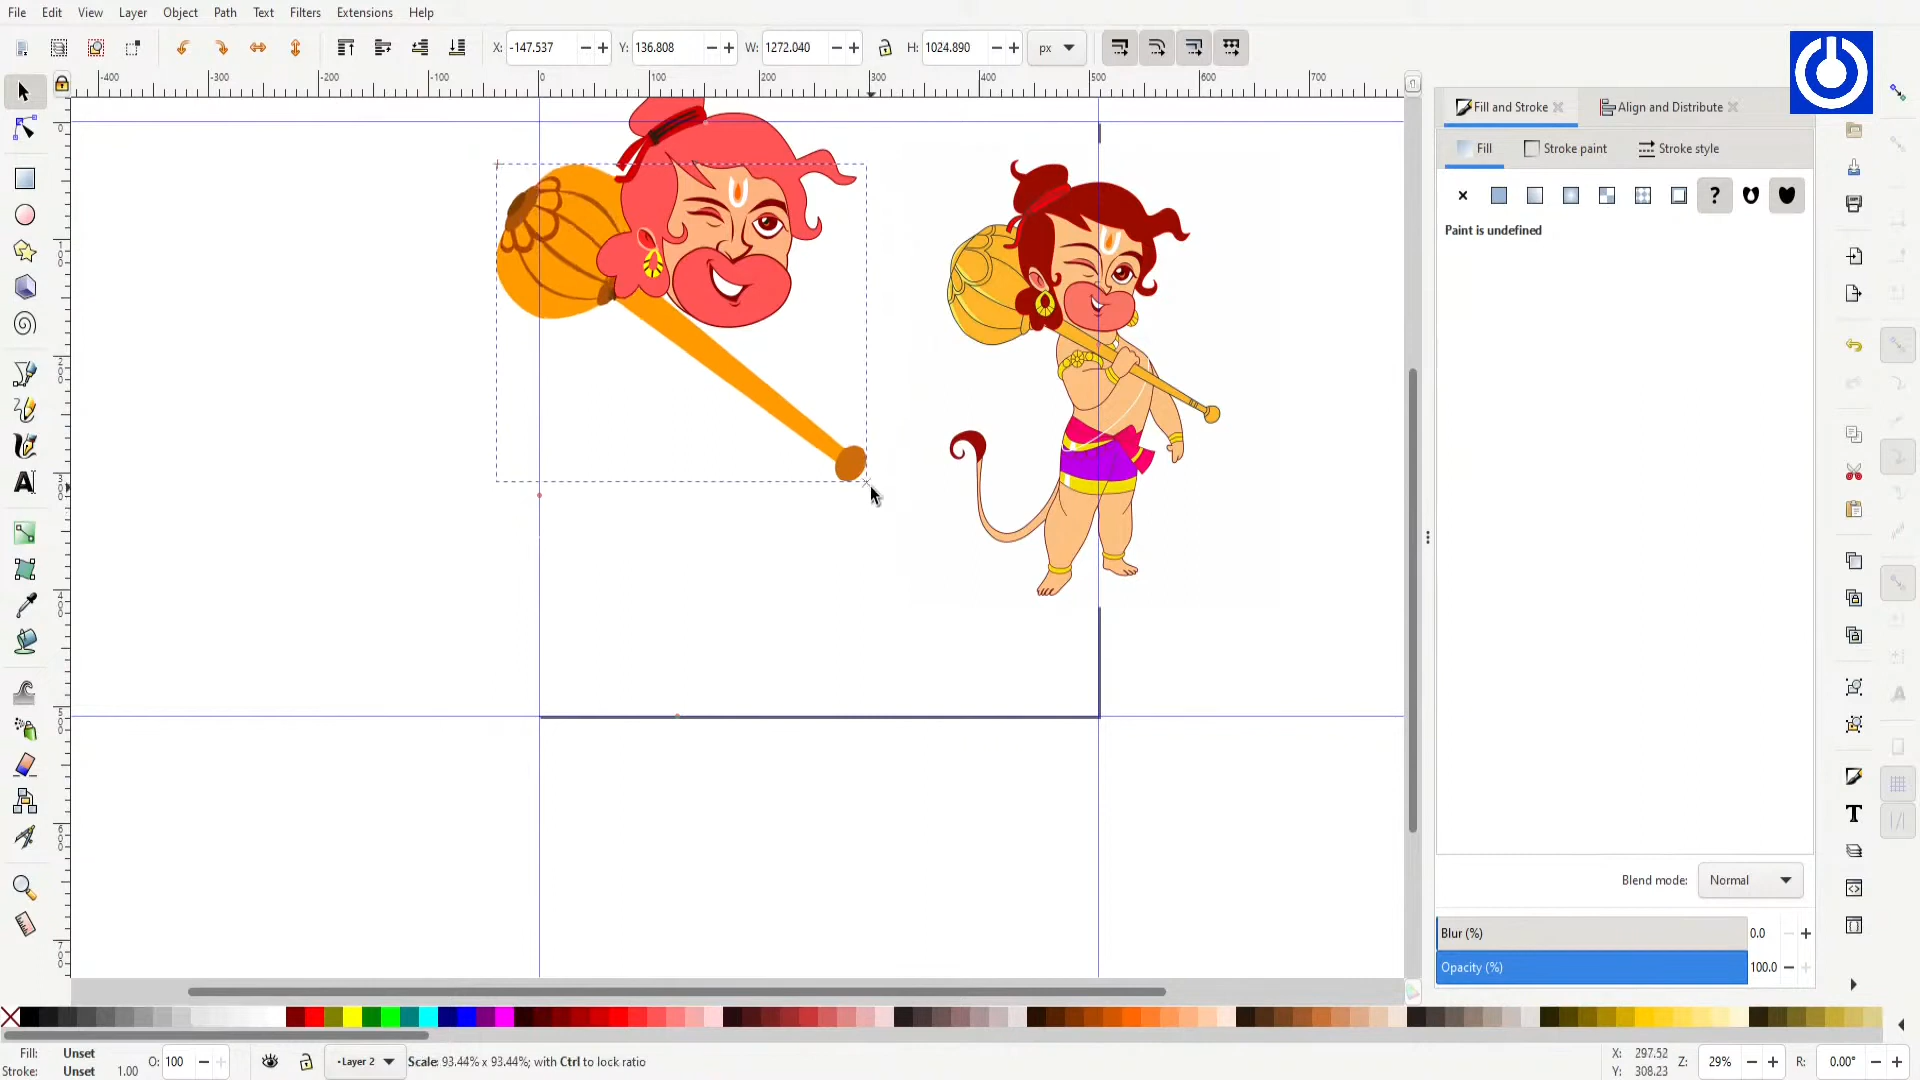 File Edit View Layer Object Path Text Filters Extensions Help
X: -147.537 Y: 136.808 W: 1272.040 H: 1024.890 px
-400 -300 -200 -100 0 100 200 300 400 500 600 700
Fill and Stroke Align and Distribute
Fill Stroke paint Stroke style
Paint is undefined
Blend mode: Normal
Blur (%) 0.0
Opacity (%) 100.0
Fill: Unset
Stroke: Unset 1.00
O: 100
•Layer 2
Scale: 93.44% x 93.44%; with Ctrl to lock ratio
X: 297.52
Y: 308.23
Z: 29%
R: 0.00°